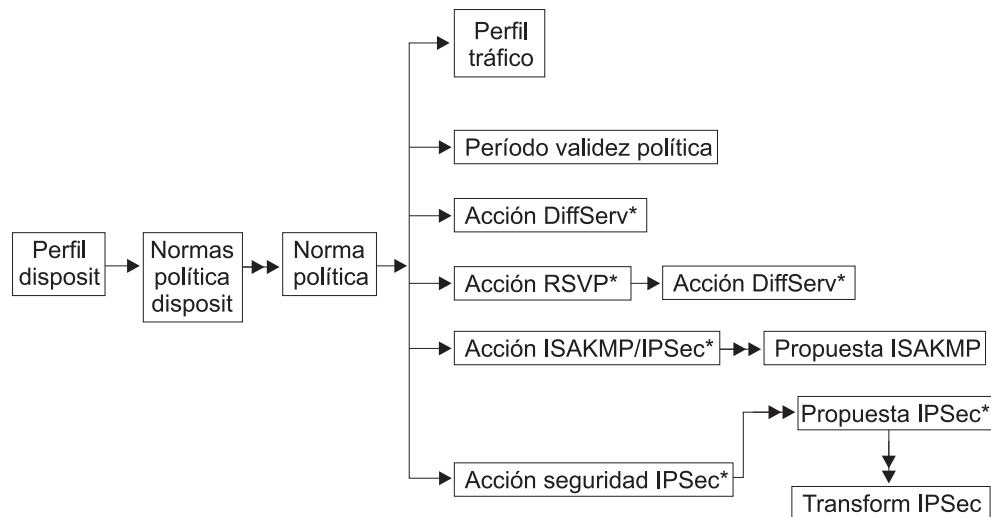 Perfil
tráfico
Período validez política
Acción DiffServ*
Perfil
disposit
Normas
política
disposit
Norma
política
Acción RSVP*
Acción DiffServ*
Acción ISAKMP/IPSec*
Propuesta ISAKMP
Propuesta IPSec*
Acción seguridad IPSec*
Transform IPSec